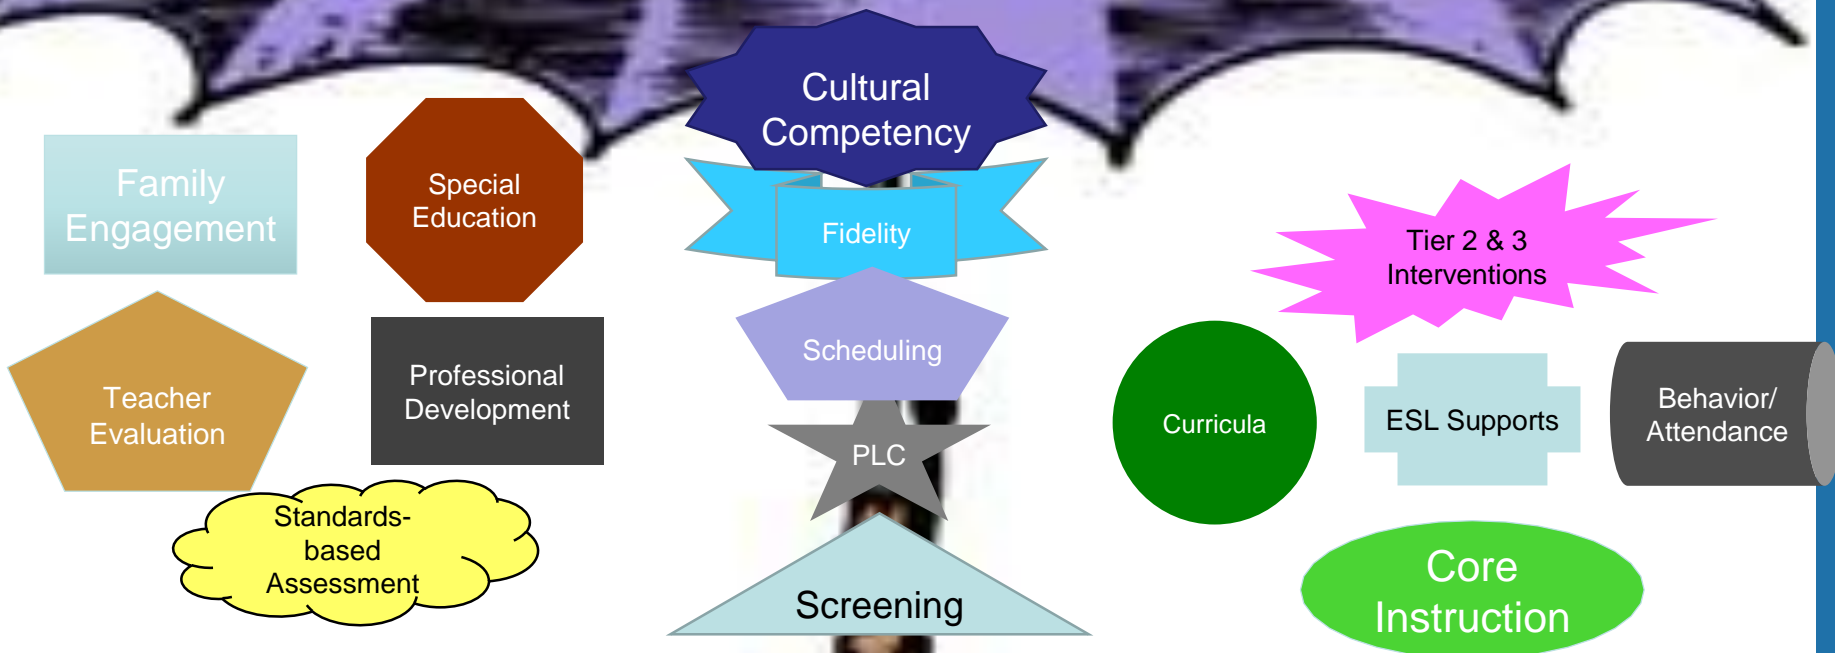 Cultural
Competency
Family
Engagement
Special
Education
Fidelity
Tier 2 & 3
Interventions
Teacher
Evaluation
Professional
Development
Scheduling
PLC
Curricula
ESL Supports
Behavior/
Attendance
Standards-
based
Assessment
Screening
Core
Instruction